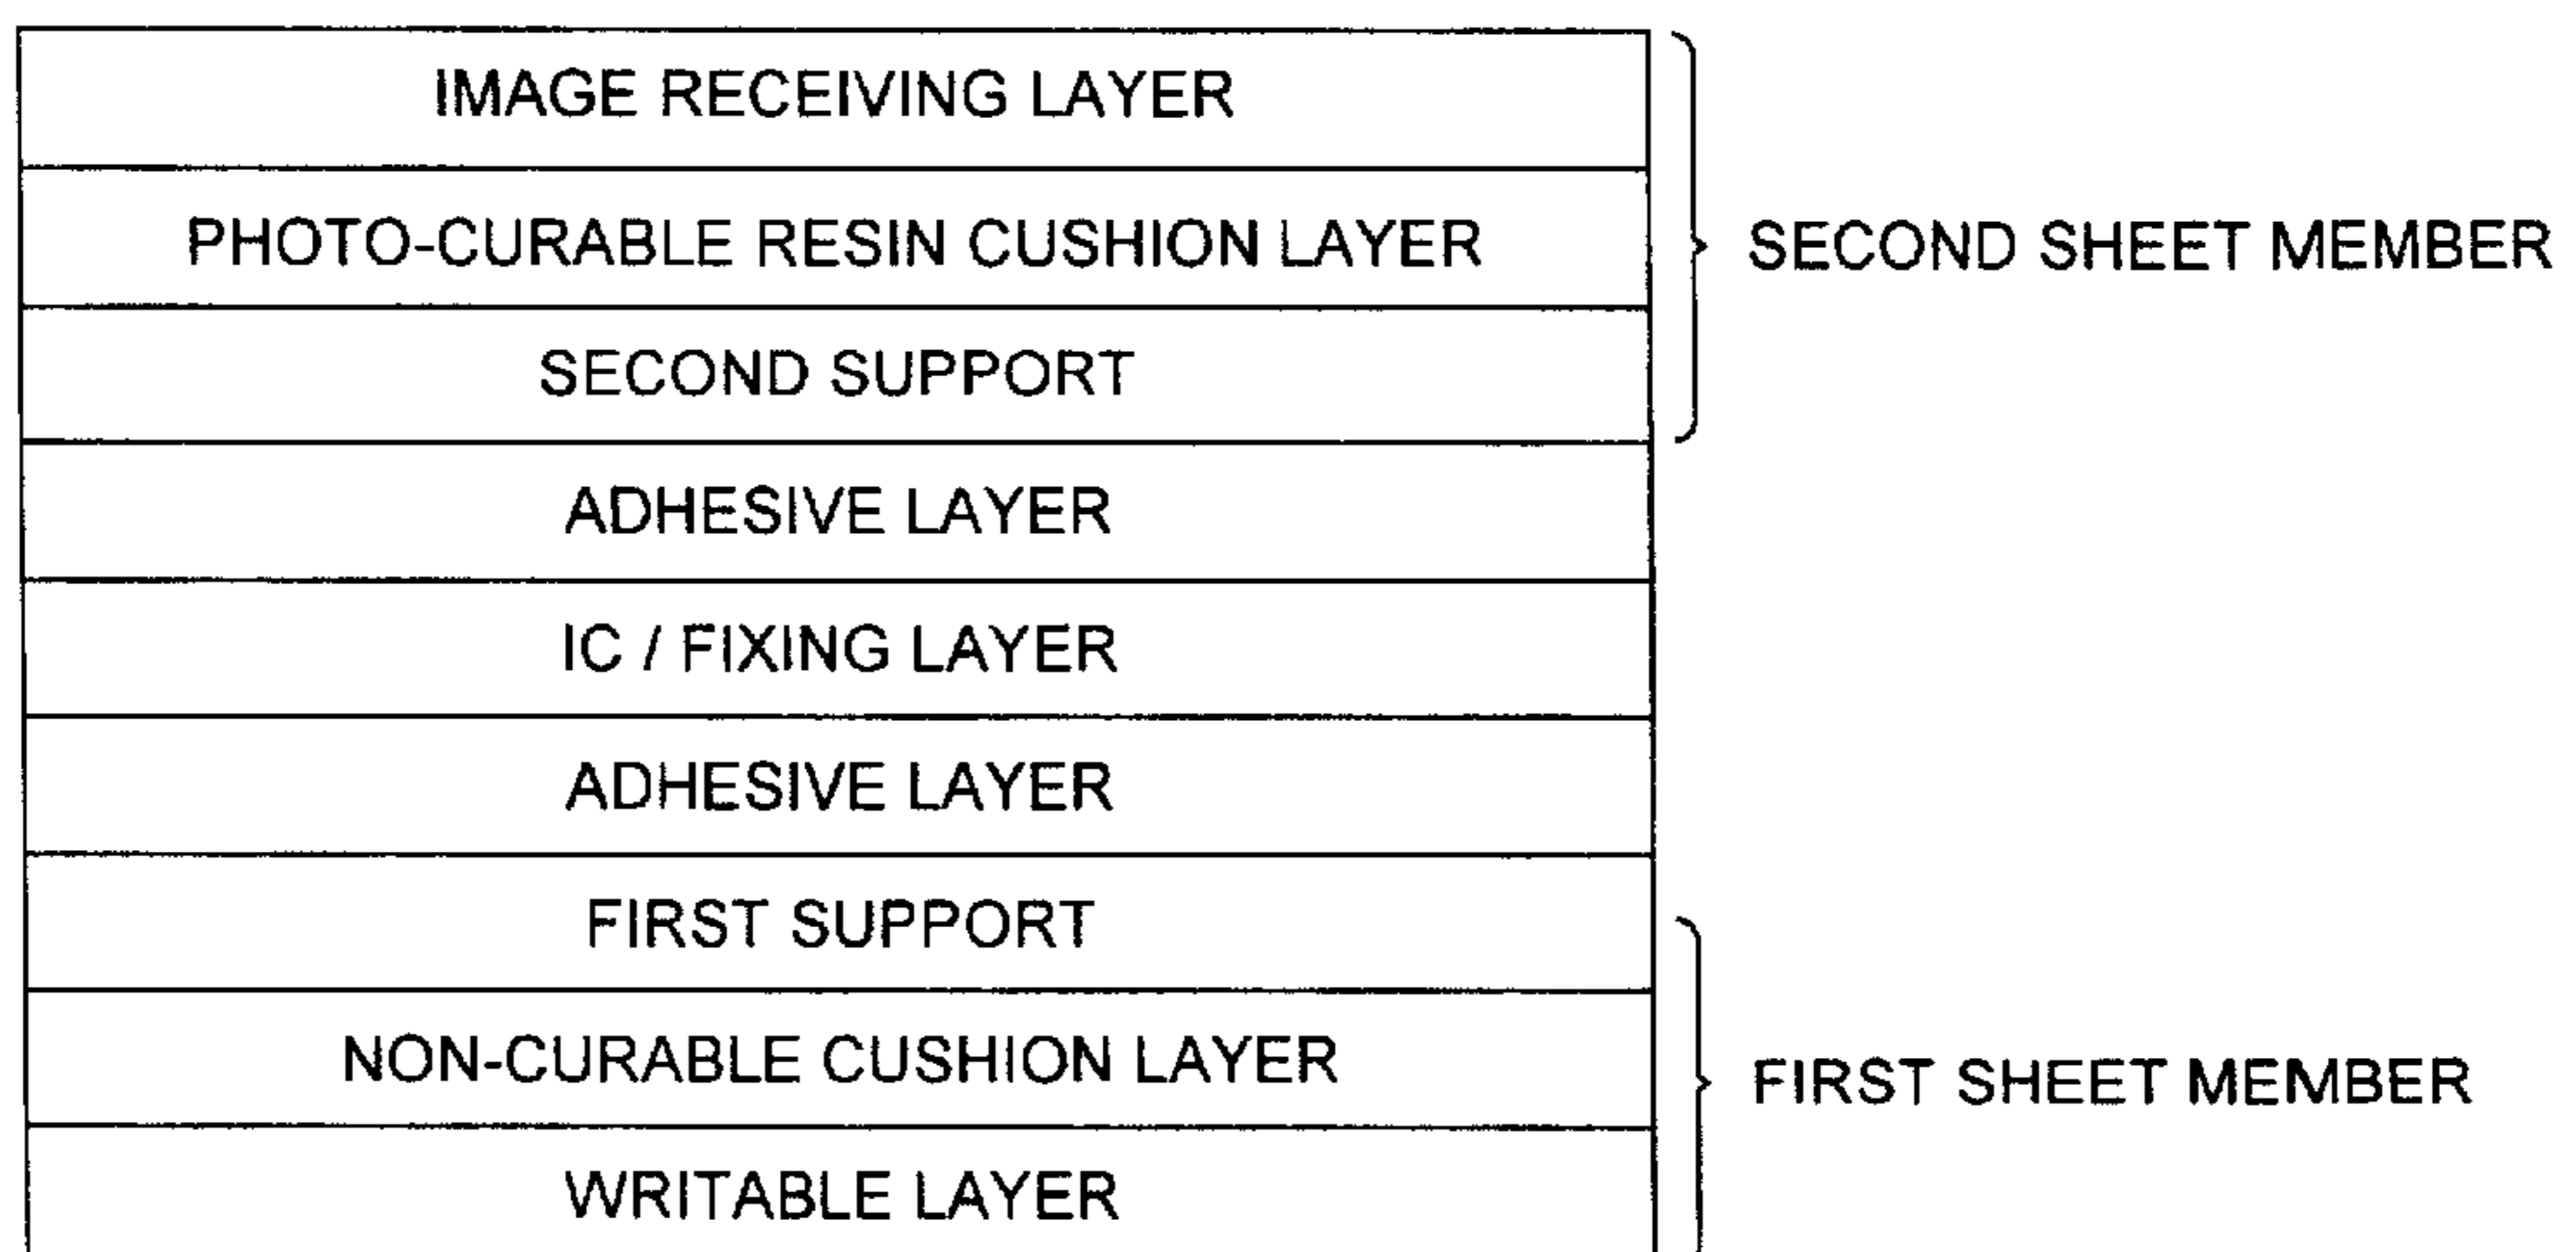 IMAGE RECEIVING LAYER
PHOTO-CURABLE RESIN CUSHION LAYER
SECOND SHEET MEMBER
SECOND SUPPORT
ADHESIVE LAYER
IC / FIXING LAYER
ADHESIVE LAYER
FIRST SUPPORT
NON-CURABLE CUSHION LAYER
FIRST SHEET MEMBER
WRITABLE LAYER